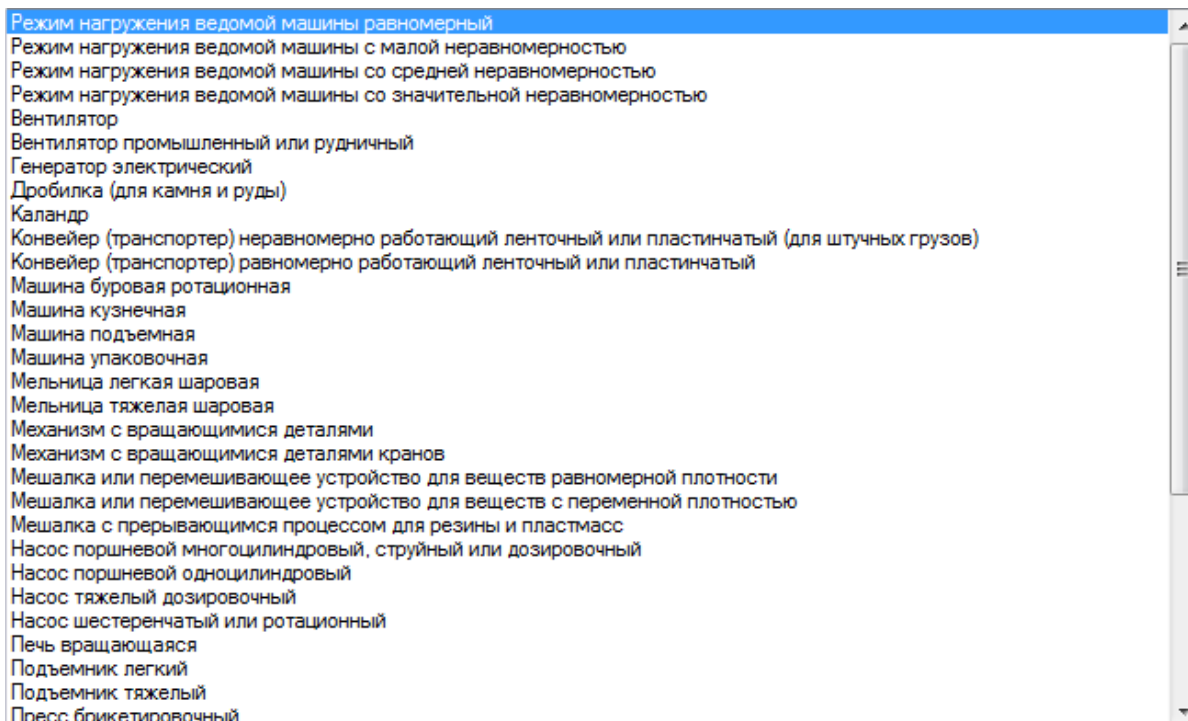 Режим нагружения ведомой машины равномерный
Режим нагружения ведомой машины с малой неравномерностью
Режим нагружения ведомой машины со средней неравномерностью
Режим нагружения ведомой машины со значительной неравномерностью
Вентилятор
Вентилятор промышленный или рудничный
Генератор электрический
Дробилка (для камня и руды)
Каландр
Конвейер (транспортер) неравномерно работающий ленточный или пластинчатый (для штучных грузов)
Конвейер (транспортер) равномерно работающий ленточный или пластинчатый
Машина буровая ротационная
Машина кузнечная
Машина подъемная
Машина упаковочная
Мельница легкая шаровая
Мельница тяжелая шаровая
Механизм с вращающимися деталями
Механизм с вращающимися деталями кранов
Мешалка или перемешивающее устройство для веществ равномерной плотности
Мешалка или перемешивающее устройство для веществ с переменной плотностью
Мешалка с прерывающимся процессом для резины и пластмасс
Насос поршневой многоцилиндровый, струйный или дозировочный
Насос поршневой одноцилиндровый
Насос тяжелый дозировочный
Насос шестеренчатый или ротационный
Печь вращающаяся
Подъемник легкий
Подъемник тяжелый
Пресс брикетировочный